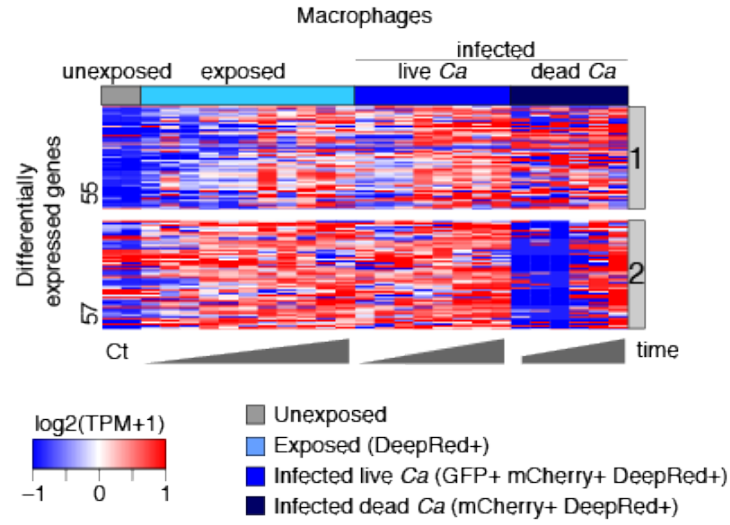 Macrophages
infected
unexposed exposed live Ca dead Ca
Differentially
expressed genes
55
1
57
2
Ct
time
log2(TPM+1)
−1 0 1
Unexposed
Exposed (DeepRed+)
Infected live Ca (GFP+ mCherry+ DeepRed+)
Infected dead Ca (mCherry+ DeepRed+)